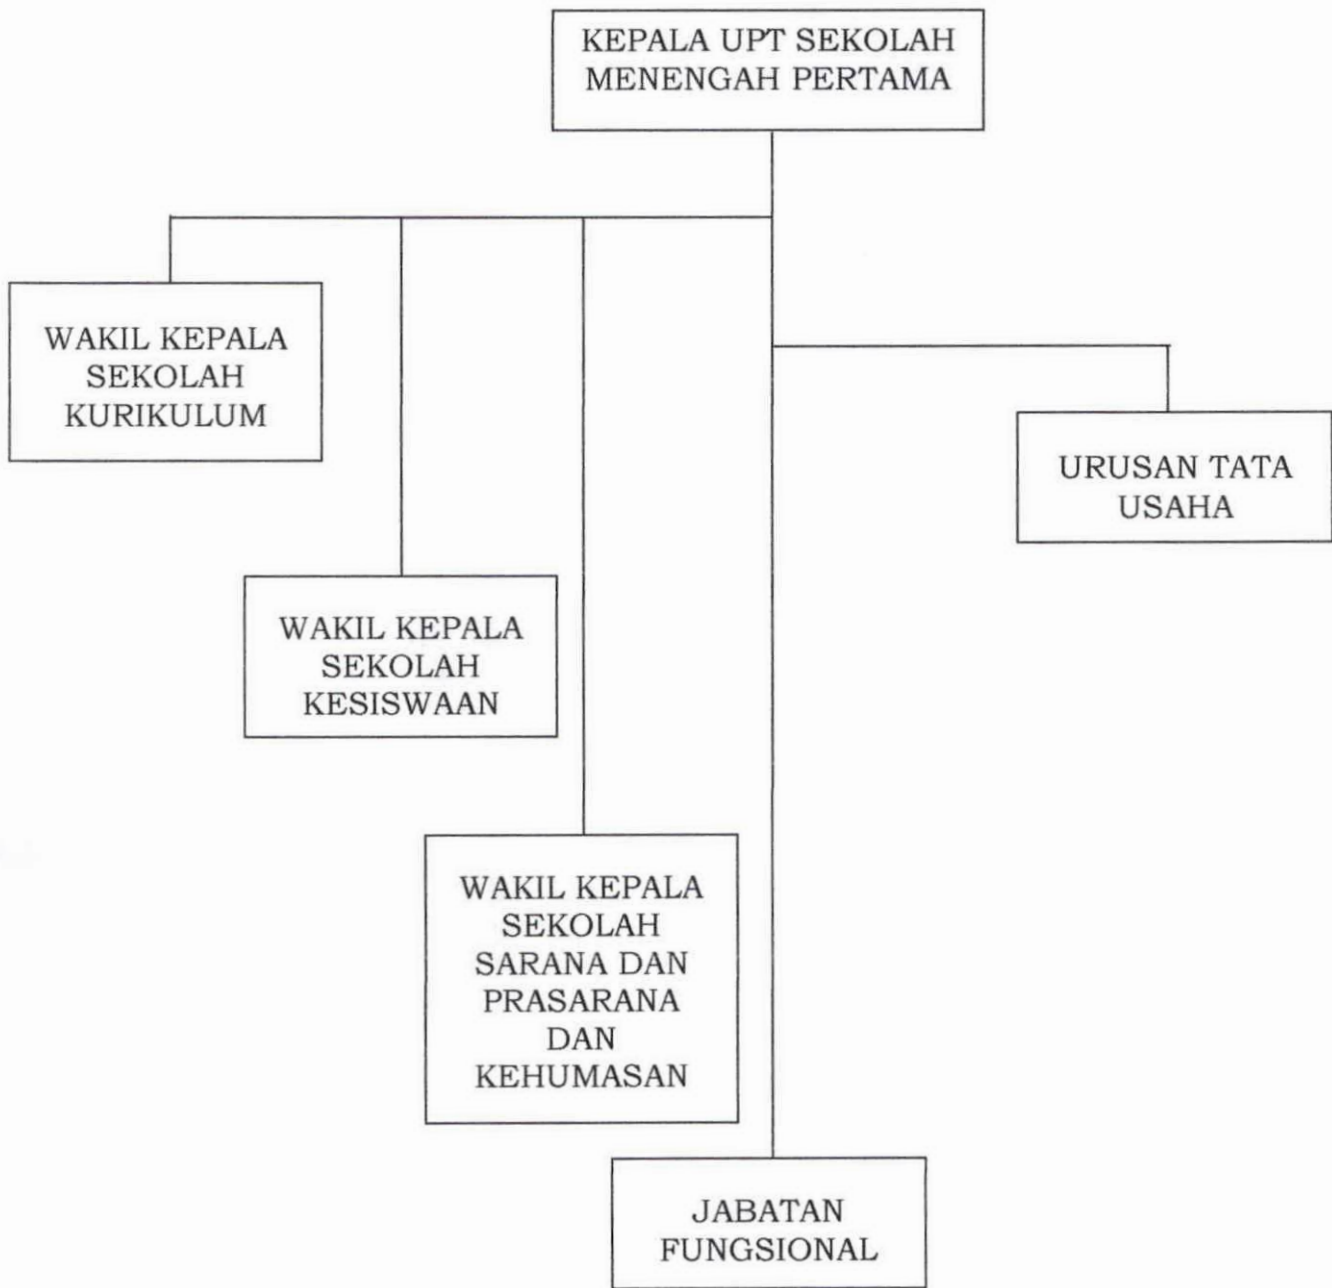 KEPALA UPT SEKOLAH
MENENGAH PERTAMA
WAKIL KEPALA
SEKOLAH
KURIKULUM
URUSAN TATA
USAHA
WAKIL KEPALA
SEKOLAH
KESISWAAN
WAKIL KEPALA
SEKOLAH
SARANA DAN
PRASARANA
DAN
KEHUMASAN
JABATAN
FUNGSIONAL